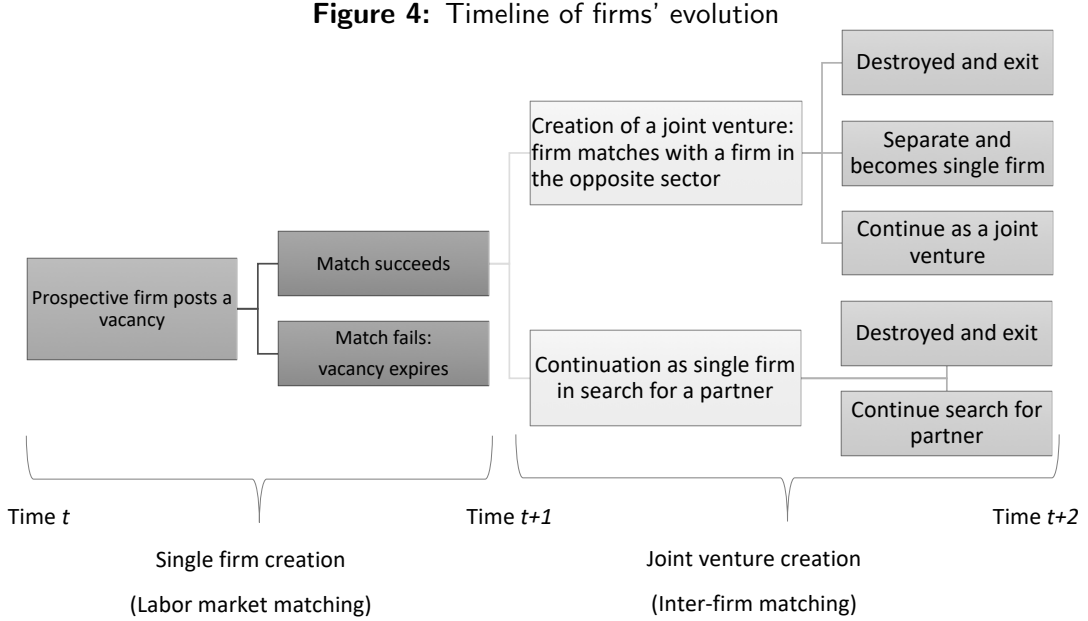 Figure 4: Timeline of firms' evolution
Prospective firm posts a
vacancy
Match succeeds
Match fails:
vacancy expires
Creation of a joint venture:
firm matches with a firm in
the opposite sector
Destroyed and exit
Separate and
becomes single firm
Continue as a joint
venture
Continuation as single firm
in search for a partner
Destroyed and exit
Continue search for
partner
Time t
Time t+1
Time t+2
Single firm creation
(Labor market matching)
Joint venture creation
(Inter-firm matching)